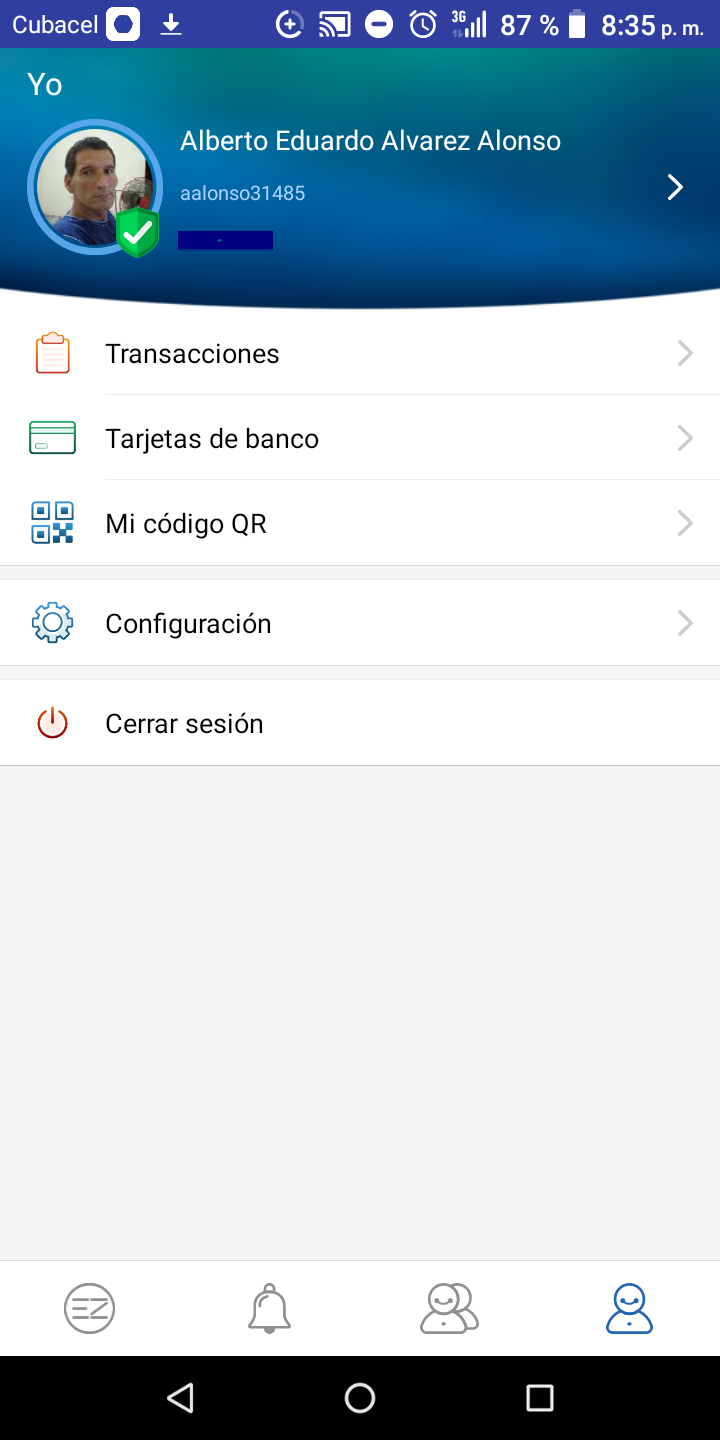 Cubacel 3G 87 % 8:35 p. m.
Yo
Alberto Eduardo Alvarez Alonso
aalonso31485
Transacciones
Tarjetas de banco
Mi código QR
Configuración
Cerrar sesión